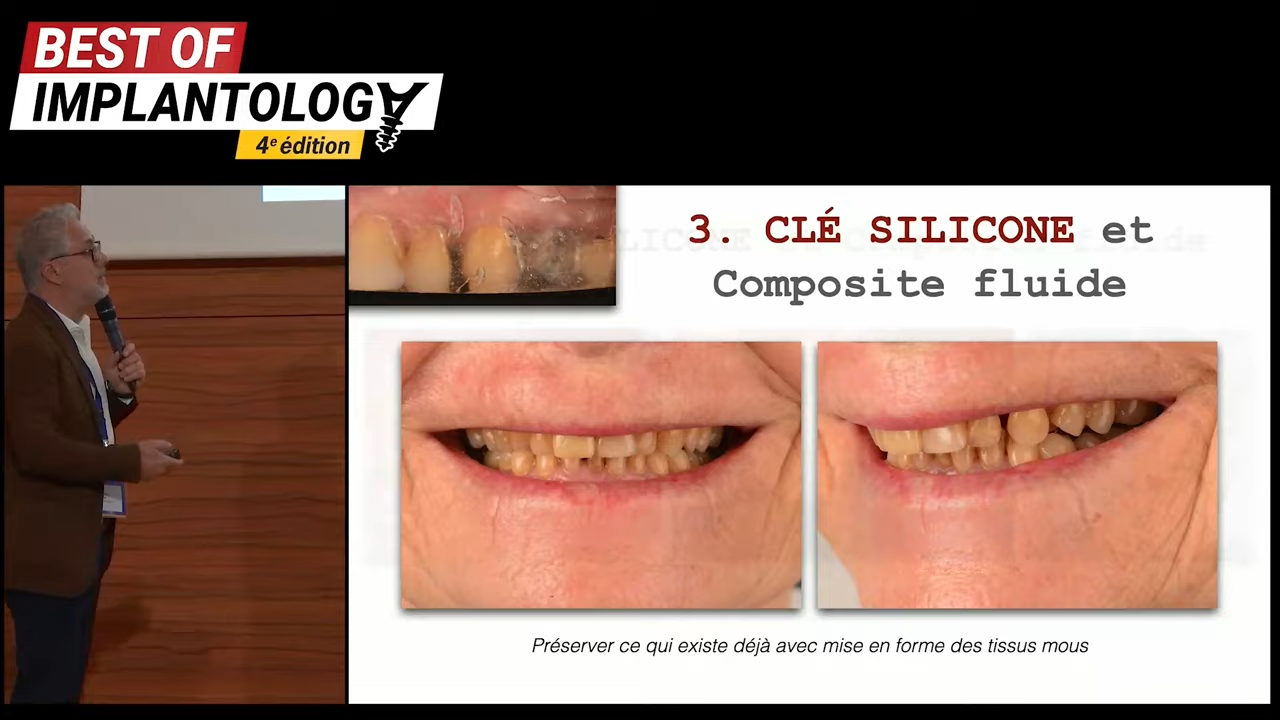 BEST OF
IMPLANTOLOGY
4e édition
3. CLÉ SILICONE et
Composite fluide
Préserver ce qui existe déjà avec mise en forme des tissus mous